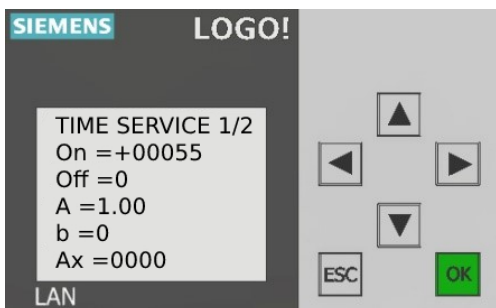 SIEMENS
LOGO!
TIME SERVICE 1/2
On =+00055
Off =0
A =1.00
b =0
Ax =0000
LAN
ESC
OK